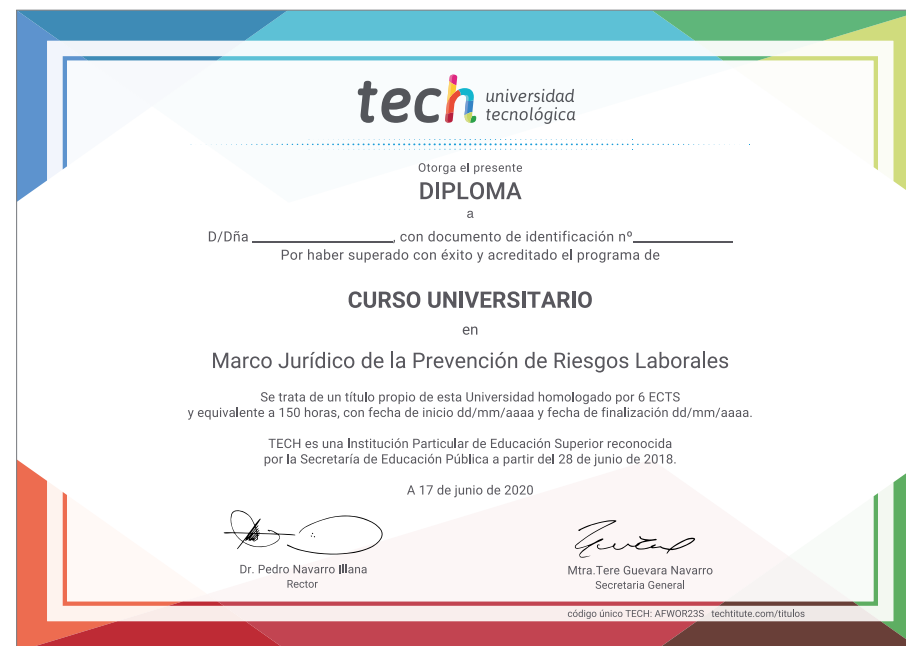 tech universidad
tecnológica
Otorga el presente
DIPLOMA
a
D/Dña ____________, con documento de identificación nº____________
Por haber superado con éxito y acreditado el programa de
CURSO UNIVERSITARIO
en
Marco Jurídico de la Prevención de Riesgos Laborales
Se trata de un título propio de esta Universidad homologado por 6 ECTS
y equivalente a 150 horas, con fecha de inicio dd/mm/aaaa y fecha de finalización dd/mm/aaaa.
TECH es una Institución Particular de Educación Superior reconocida
por la Secretaría de Educación Pública a partir del 28 de junio de 2018.
A 17 de junio de 2020
Dr. Pedro Navarro Illana
Rector
Mtra.Tere Guevara Navarro
Secretaria General
código único TECH: AFWOR23S techtitute.com/titulos